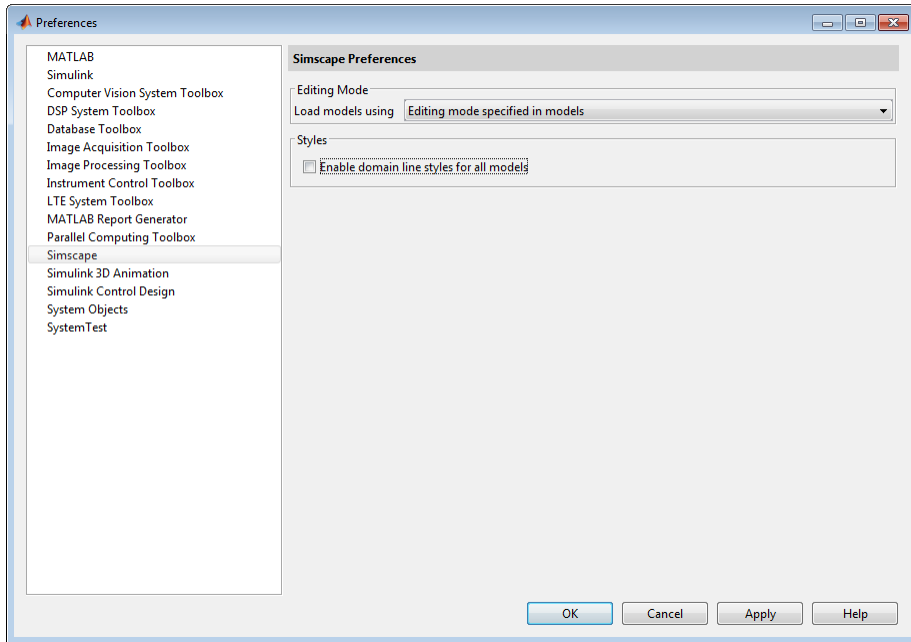 Preferences
MATLAB
Simulink
Computer Vision System Toolbox
DSP System Toolbox
Database Toolbox
Image Acquisition Toolbox
Image Processing Toolbox
Instrument Control Toolbox
LTE System Toolbox
MATLAB Report Generator
Parallel Computing Toolbox
Simscape
Simulink 3D Animation
Simulink Control Design
System Objects
SystemTest
Simscape Preferences
Editing Mode
Load models using Editing mode specified in models
Styles
Enable domain line styles for all models
OK Cancel Apply Help